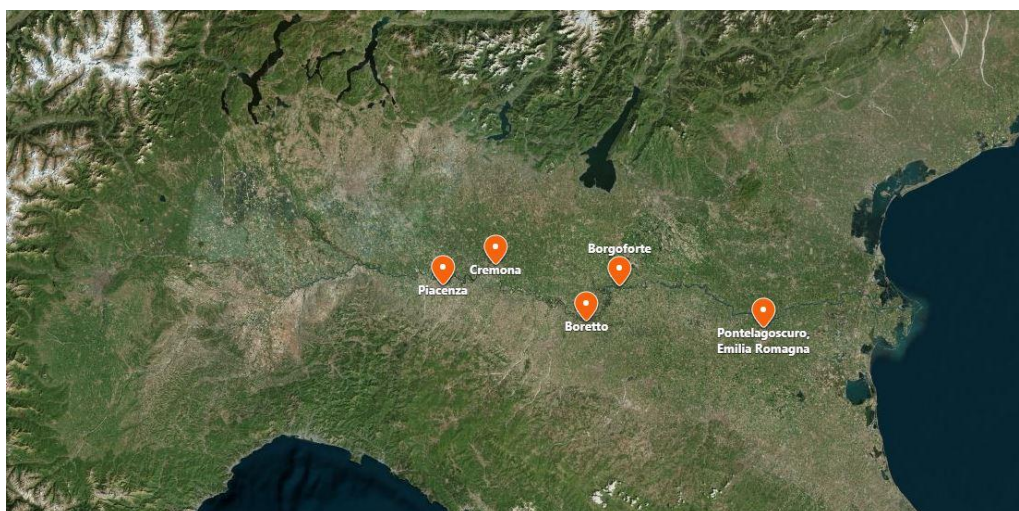 Borgoforte
Cremona
Piacenza
Boretto
Pontelagoscuro,
Emilia Romagna